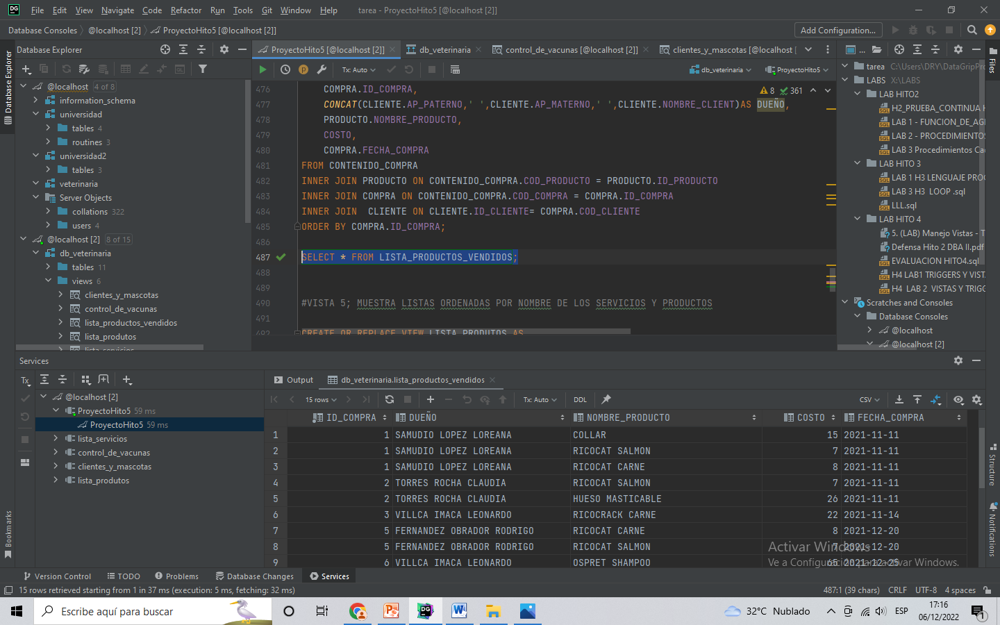 DG File Edit View Navigate Code Refactor Run Tools Git Window Help tarea - ProyectoHito5 [@localhost [2]]
Database Consoles @localhost [2] ProyectoHito5 [@localhost [2]] Add Configuration...
Database Explorer
ProyectoHito5 [@localhost [2]] db_veterinaria control_de_vacunas [@localhost [2]] clientes_y_mascotas [@localhost [
Tx: Auto db_veterinaria ProyectoHito5
Database Explorer
@localhost 4 of 8
information_schema
universidad
tables 4
routines 3
universidad2
tables 3
veterinaria
Server Objects
collations 322
users 4
@localhost [2] 8 of 15
db_veterinaria
tables 11
views 6
clientes_y_mascotas
control_de_vacunas
lista_productos_vendidos
lista_produtos
lista_servicios
8 361
476 COMPRA.ID_COMPRA,
477 CONCAT(CLIENTE.AP_PATERNO,' ',CLIENTE.AP_MATERNO,' ',CLIENTE.NOMBRE_CLIENT)AS DUEÑO,
478 PRODUCTO.NOMBRE_PRODUCTO,
479 COSTO,
480 COMPRA.FECHA_COMPRA
481 FROM CONTENIDO_COMPRA
482 INNER JOIN PRODUCTO ON CONTENIDO_COMPRA.COD_PRODUCTO = PRODUCTO.ID_PRODUCTO
483 INNER JOIN COMPRA ON CONTENIDO_COMPRA.COD_COMPRA = COMPRA.ID_COMPRA
484 INNER JOIN  CLIENTE ON CLIENTE.ID_CLIENTE= COMPRA.COD_CLIENTE
485 ORDER BY COMPRA.ID_COMPRA;
486
487 SELECT * FROM LISTA_PRODUCTOS_VENDIDOS;
488
489
490 #VISTA 5; MUESTRA LISTAS ORDENADAS POR NOMBRE DE LOS SERVICIOS Y PRODUCTOS
491
492 CREATE OR REPLACE VIEW LISTA_PRODUTOS AS
Files
tarea C:\Users\DRY\DataGripPro
LABS X:\LABS
LAB HITO2
H2_PRUEBA_CONTINUA H
LAB 1 - FUNCION_DE_AG
LAB 2 - PROCEDIMIENTOS
LAB 3 Procedimientos Ca
LAB HITO 3
LAB 1 H3 LENGUAJE PROC
LAB 3 H3 LOOP .sql
LLL.sql
LAB HITO 4
5. (LAB) Manejo Vistas - T
Defensa Hito 2 DBA II.pdf
EVALUACION HITO4.sql
H4 LAB1 TRIGGERS Y VIST
H4 LAB 2 VISTAS Y TRIGG
Scratches and Consoles
Database Consoles
@localhost
@localhost [2]
Services
Tx
@localhost [2]
ProyectoHito5 59 ms
ProyectoHito5 59 ms
lista_servicios
control_de_vacunas
clientes_y_mascotas
lista_produtos
Output db_veterinaria.lista_productos_vendidos
15 rows Tx: Auto DDL CSV
ID_COMPRA DUEÑO NOMBRE_PRODUCTO COSTO FECHA_COMPRA
1 1 SAMUDIO LOPEZ LOREANA COLLAR 15 2021-11-11
2 1 SAMUDIO LOPEZ LOREANA RICOCAT SALMON 7 2021-11-11
3 1 SAMUDIO LOPEZ LOREANA RICOCAT CARNE 8 2021-11-11
4 2 TORRES ROCHA CLAUDIA RICOCAT SALMON 7 2021-11-11
5 2 TORRES ROCHA CLAUDIA HUESO MASTICABLE 26 2021-11-11
6 3 VILLCA IMACA LEONARDO RICOCRACK CARNE 22 2021-11-14
7 5 FERNANDEZ OBRADOR RODRIGO RICOCAT CARNE 8 2021-12-20
8 5 FERNANDEZ OBRADOR RODRIGO RICOCAT SALMON 7 2021-12-20
9 6 VILLCA IMACA LEONARDO OSPRET SHAMPOO 65 2021-12-25
Activar Windows
Ve a Configuración para activar Windows.
Structure
Notifications
Bookmarks
Version Control TODO Problems Database Changes Services
15 rows retrieved starting from 1 in 37 ms (execution: 5 ms, fetching: 32 ms) 487:1 (39 chars) CRLF UTF-8 4 spaces
Escribe aquí para buscar 32°C Nublado ESP 17:16
06/12/2022 1